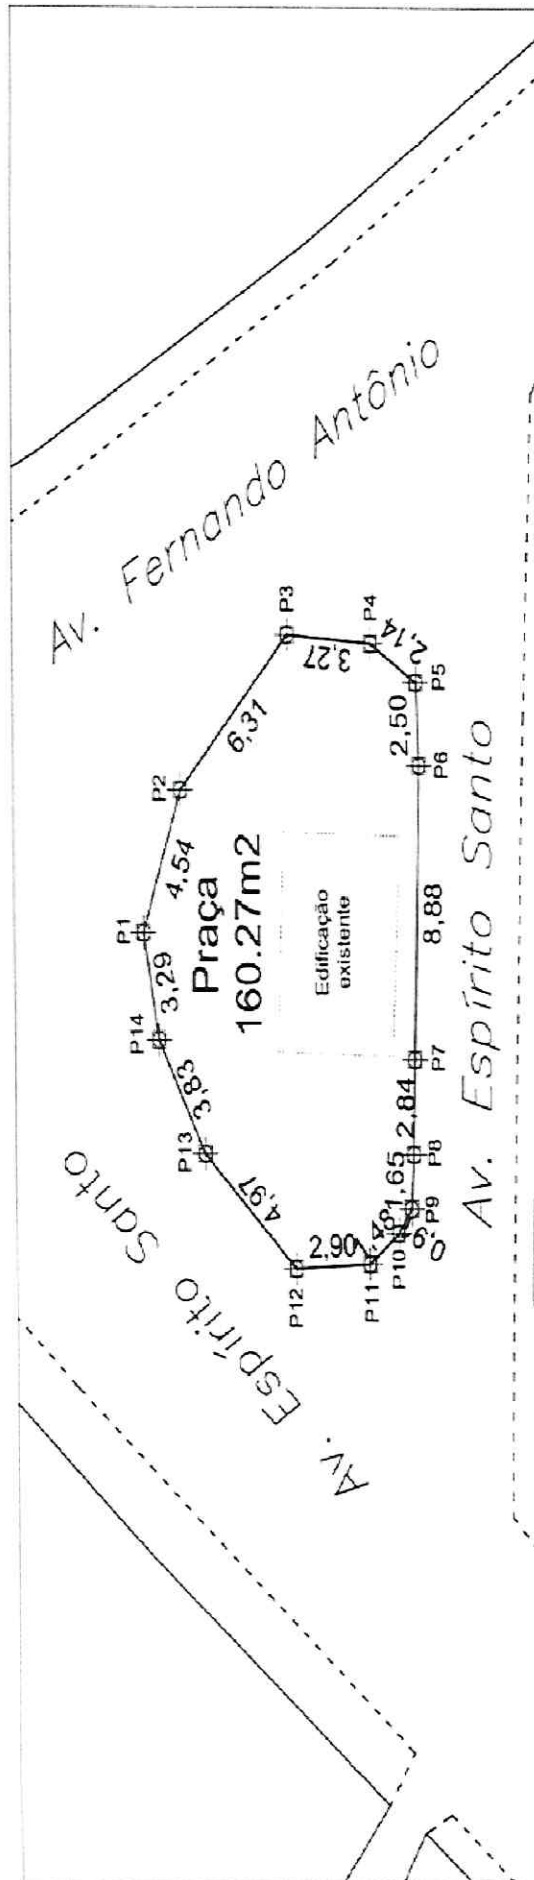 Av. Fernando Antônio
Av. Espírito Santo
Av. Espírito Santo
Praça
160.27m2
Edificação
existente
P1
4,54
P2
6,31
P3
3,27
P4
2,14
P5
2,50
P6
8,88
P7
2,84
P8
1,65
P9
P10
P11
2,90
P12
4,97
P13
3,83
P14
3,29